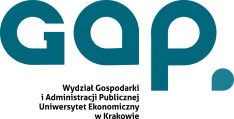 GAP.
Wydział Gospodarki
i Administracji Publicznej
Uniwersytet Ekonomiczny
w Krakowie